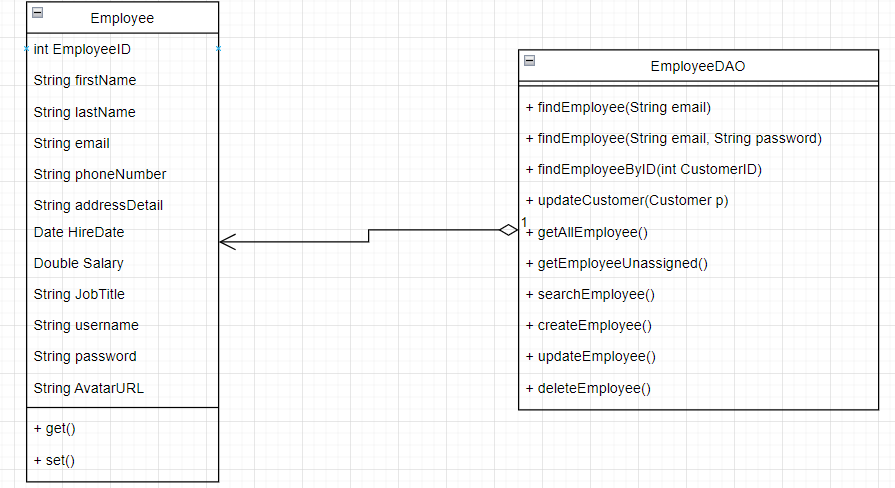 Employee
int EmployeeID
String firstName
String lastName
String email
String phoneNumber
String addressDetail
Date HireDate
Double Salary
String JobTitle
String username
String password
String AvatarURL
+ get()
+ set()
EmployeeDAO
+ findEmployee(String email)
+ findEmployee(String email, String password)
+ findEmployeeByID(int CustomerID)
+ updateCustomer(Customer p)
1
+ getAllEmployee()
+ getEmployeeUnassigned()
+ searchEmployee()
+ createEmployee()
+ updateEmployee()
+ deleteEmployee()